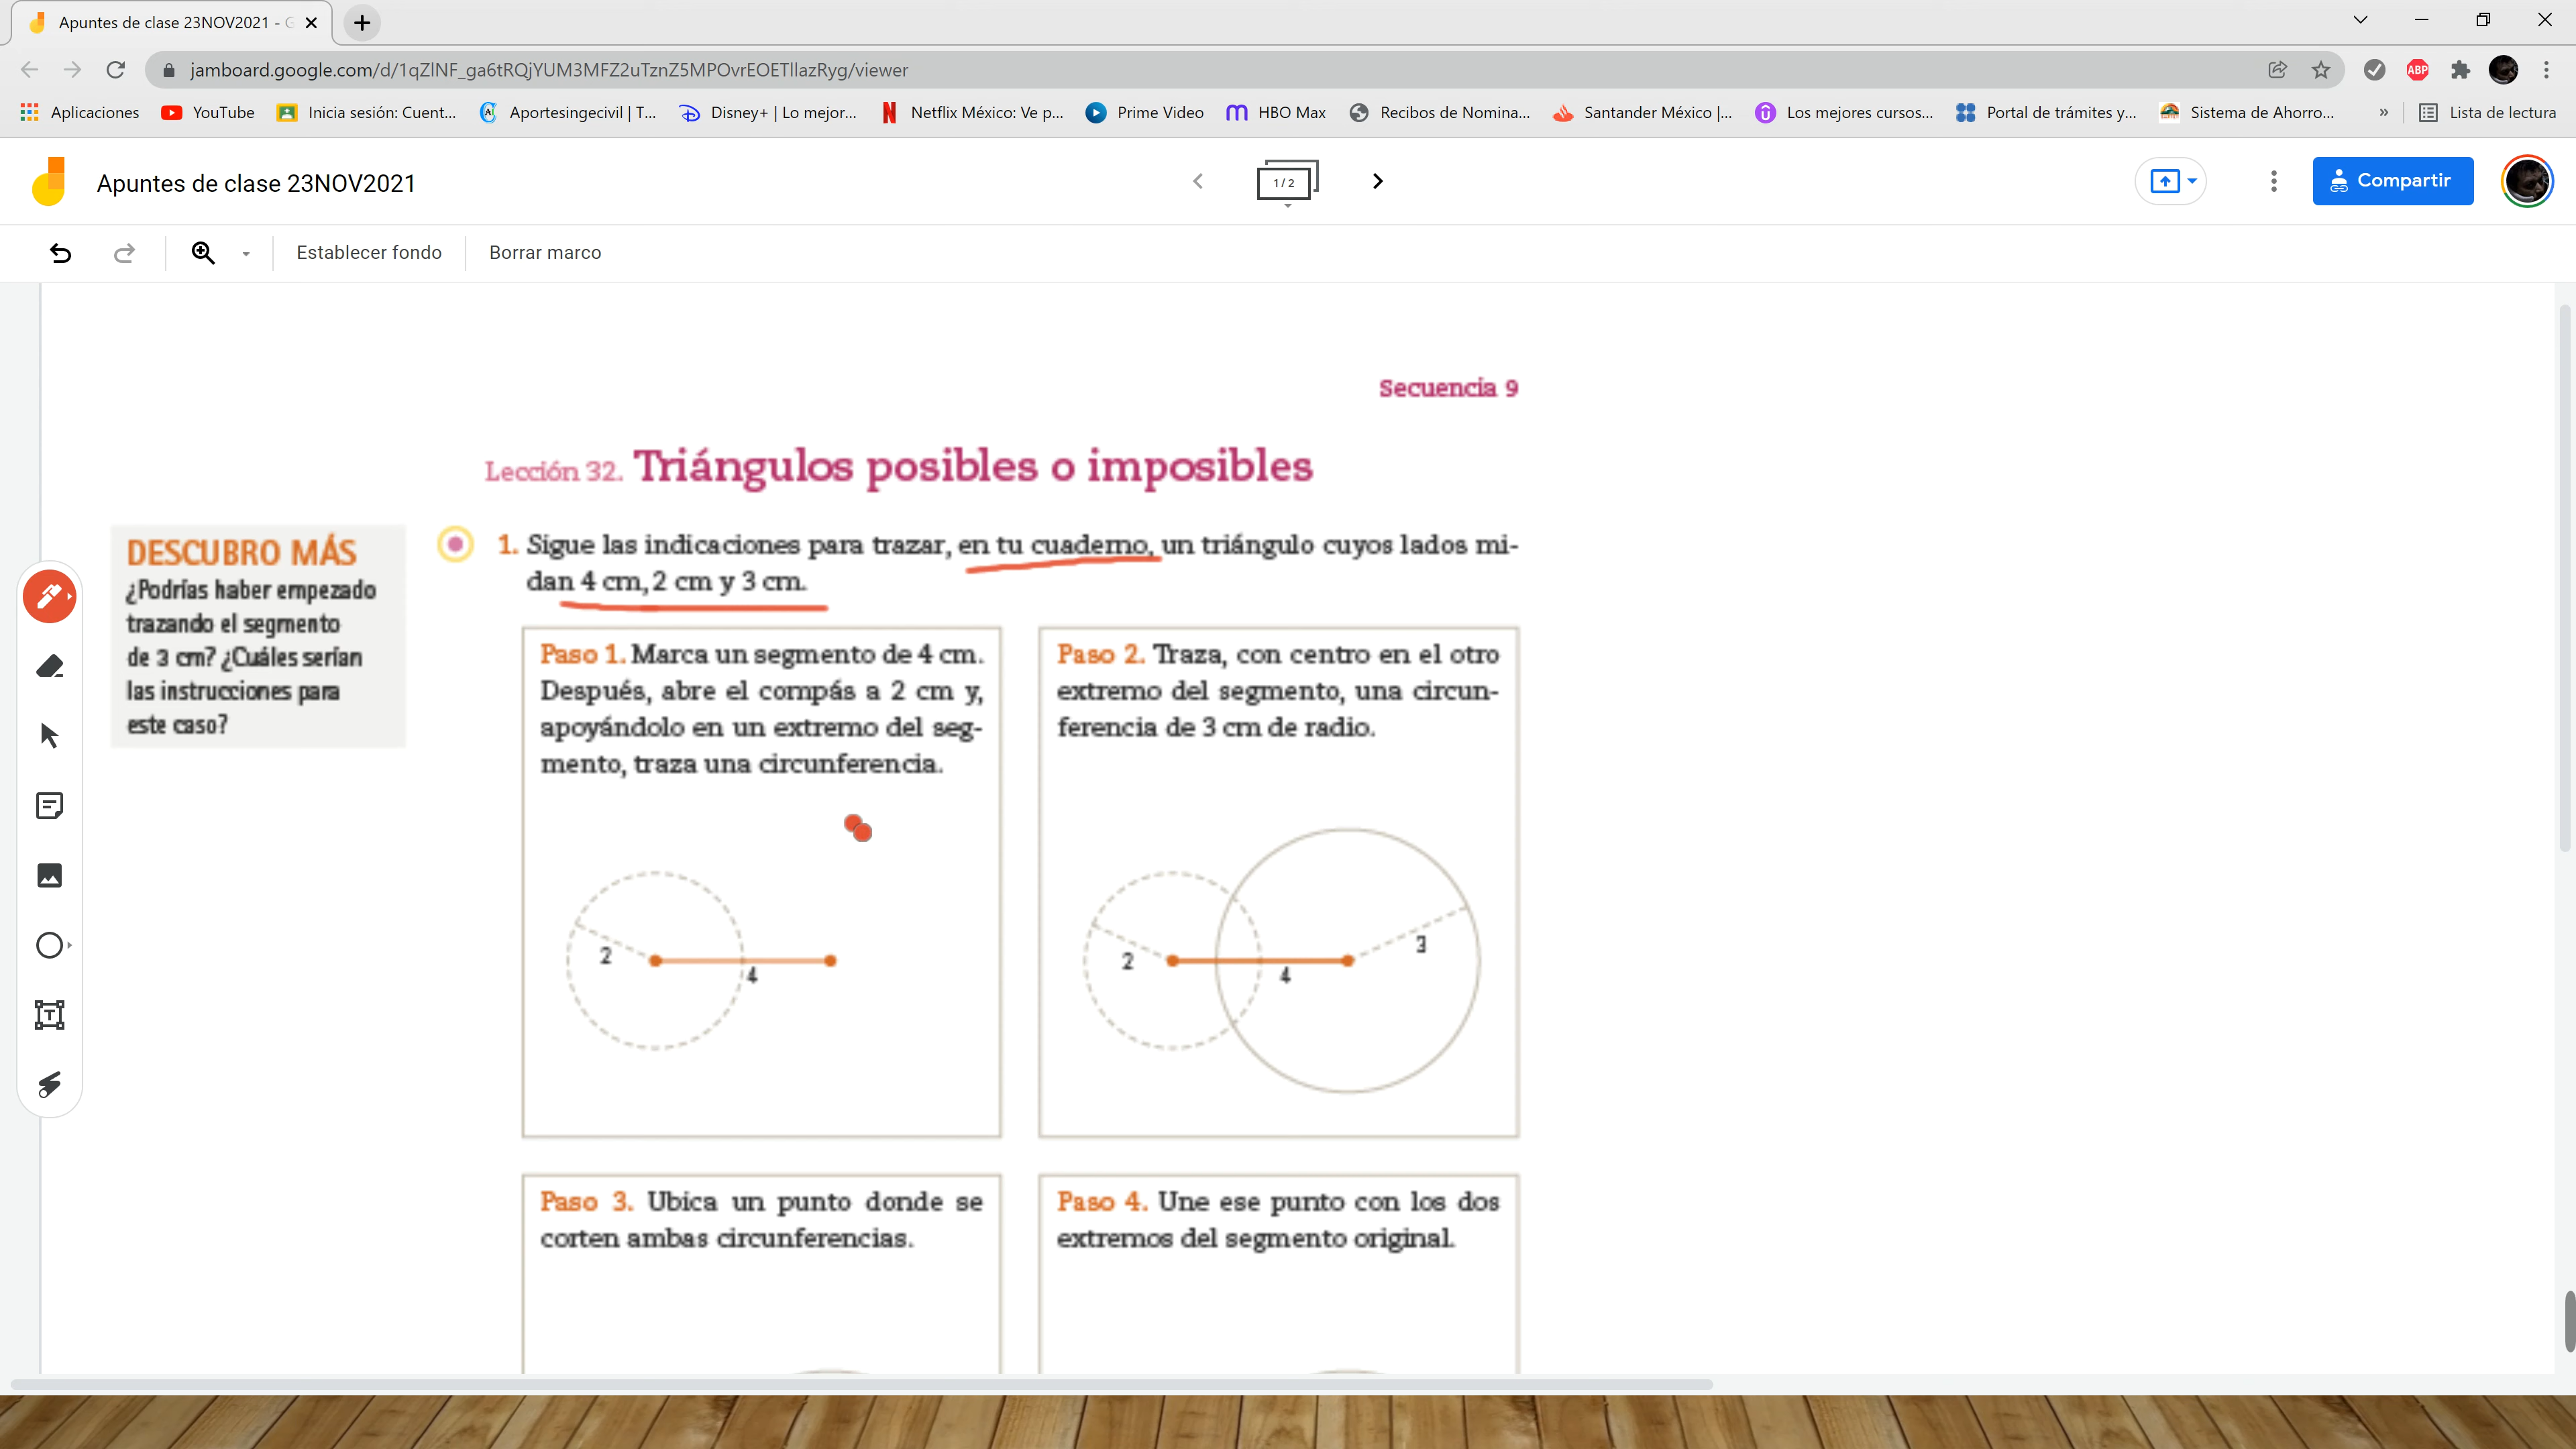 Apuntes de clase 23NOV2021 - G
jamboard.google.com/d/1qZlNF_ga6tRQjYUM3MFZ2uTznZ5MPOvrEOETllazRyg/viewer
ABP
Aplicaciones YouTube Inicia sesión: Cuent... Aportesingecivil | T... Disney+ | Lo mejor... Netflix México: Ve p... Prime Video HBO Max Recibos de Nomina... Santander México |... Los mejores cursos... Portal de trámites y... Sistema de Ahorro... » Lista de lectura
Apuntes de clase 23NOV2021
1 / 2
Compartir
Establecer fondo
Borrar marco
Secuencia 9
Lección 32. Triángulos posibles o imposibles
DESCUBRO MÁS
¿Podrías haber empezado
trazando el segmento
de 3 cm? ¿Cuáles serían
las instrucciones para
este caso?
1. Sigue las indicaciones para trazar, en tu cuaderno, un triángulo cuyos lados mi-
dan 4 cm, 2 cm y 3 cm.
Paso 1. Marca un segmento de 4 cm.
Después, abre el compás a 2 cm y,
apoyándolo en un extremo del seg-
mento, traza una circunferencia.
2
4
Paso 2. Traza, con centro en el otro
extremo del segmento, una circun-
ferencia de 3 cm de radio.
2
4
3
Paso 3. Ubica un punto donde se
corten ambas circunferencias.
Paso 4. Une ese punto con los dos
extremos del segmento original.